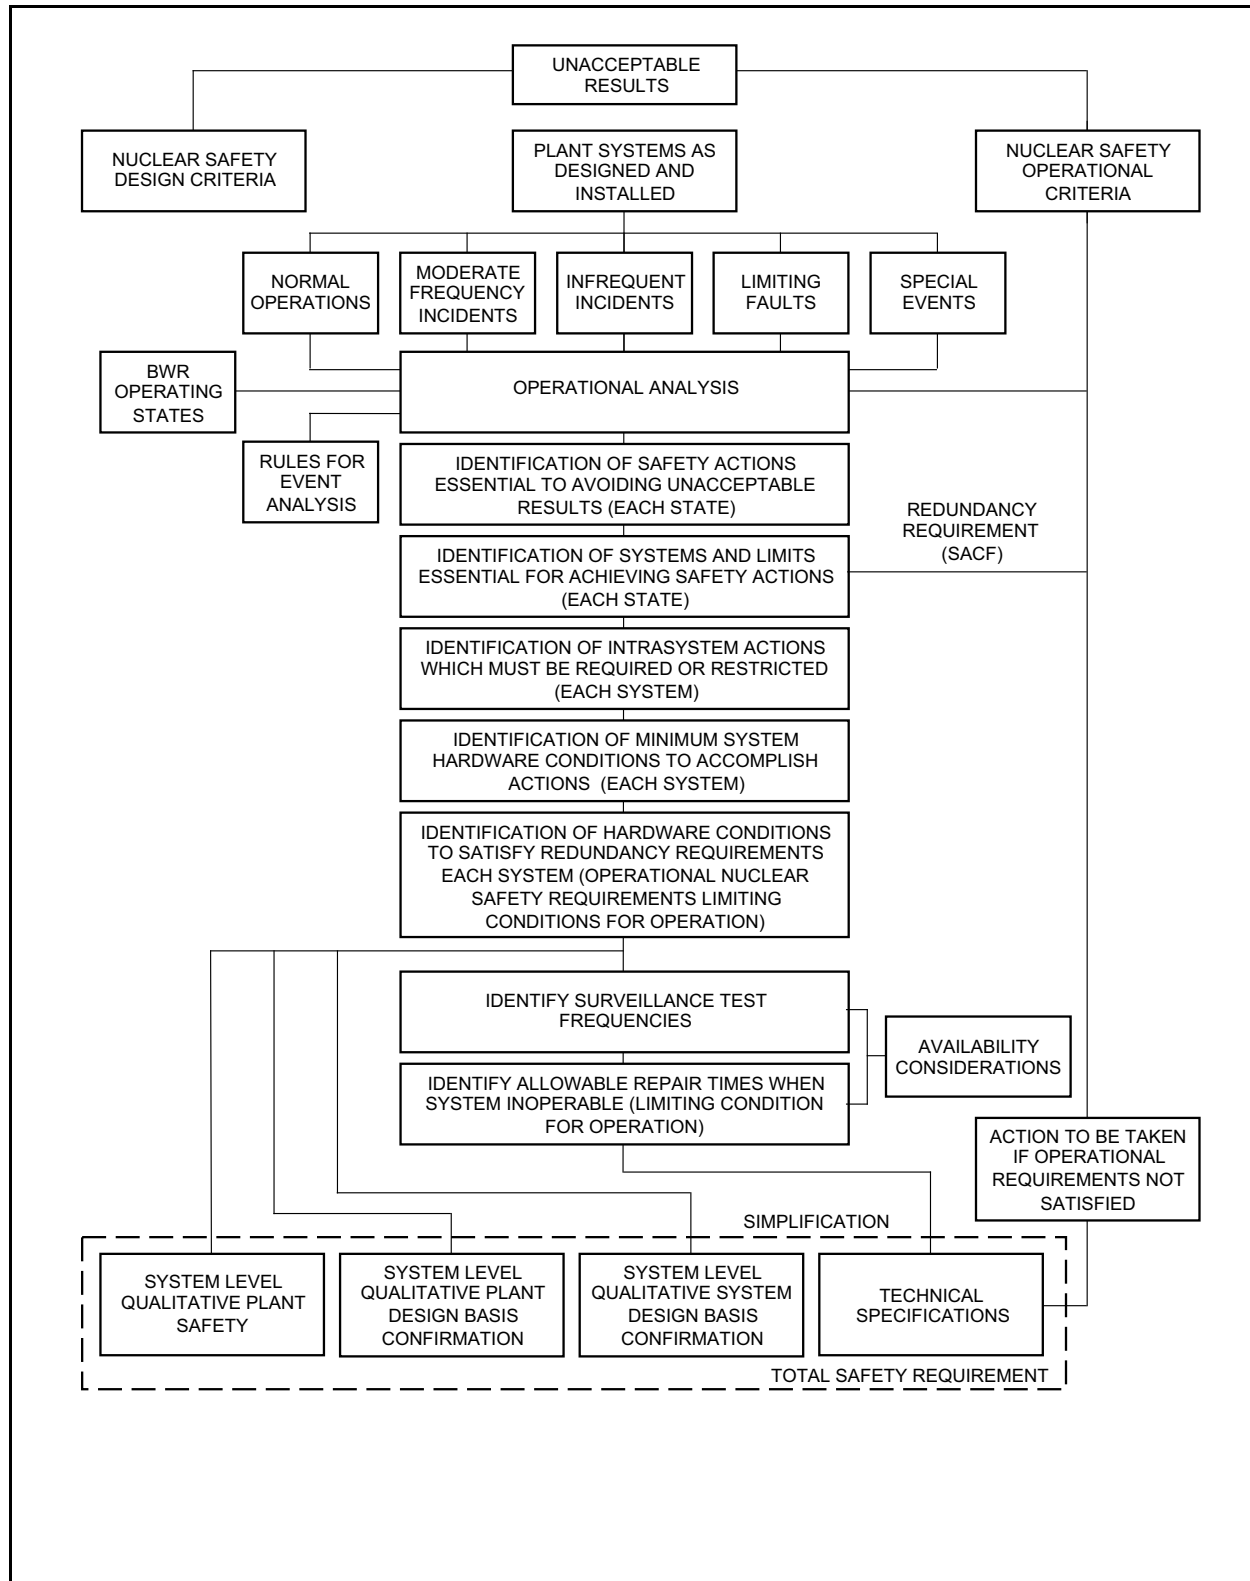 UNACCEPTABLE
RESULTS
NUCLEAR SAFETY
DESIGN CRITERIA
PLANT SYSTEMS AS
DESIGNED AND
INSTALLED
NUCLEAR SAFETY
OPERATIONAL
CRITERIA
NORMAL
OPERATIONS
MODERATE
FREQUENCY
INCIDENTS
INFREQUENT
INCIDENTS
LIMITING
FAULTS
SPECIAL
EVENTS
BWR
OPERATING
STATES
OPERATIONAL ANALYSIS
RULES FOR
EVENT
ANALYSIS
IDENTIFICATION OF SAFETY ACTIONS
ESSENTIAL TO AVOIDING UNACCEPTABLE
RESULTS (EACH STATE)
REDUNDANCY
REQUIREMENT
(SACF)
IDENTIFICATION OF SYSTEMS AND LIMITS
ESSENTIAL FOR ACHIEVING SAFETY ACTIONS
(EACH STATE)
IDENTIFICATION OF INTRASYSTEM ACTIONS
WHICH MUST BE REQUIRED OR RESTRICTED
(EACH SYSTEM)
IDENTIFICATION OF MINIMUM SYSTEM
HARDWARE CONDITIONS TO ACCOMPLISH
ACTIONS (EACH SYSTEM)
IDENTIFICATION OF HARDWARE CONDITIONS
TO SATISFY REDUNDANCY REQUIREMENTS
EACH SYSTEM (OPERATIONAL NUCLEAR
SAFETY REQUIREMENTS LIMITING
CONDITIONS FOR OPERATION)
IDENTIFY SURVEILLANCE TEST
FREQUENCIES
AVAILABILITY
CONSIDERATIONS
IDENTIFY ALLOWABLE REPAIR TIMES WHEN
SYSTEM INOPERABLE (LIMITING CONDITION
FOR OPERATION)
ACTION TO BE TAKEN
IF OPERATIONAL
REQUIREMENTS NOT
SATISFIED
SIMPLIFICATION
SYSTEM LEVEL
QUALITATIVE PLANT
SAFETY
SYSTEM LEVEL
QUALITATIVE PLANT
DESIGN BASIS
CONFIRMATION
SYSTEM LEVEL
QUALITATIVE SYSTEM
DESIGN BASIS
CONFIRMATION
TECHNICAL
SPECIFICATIONS
TOTAL SAFETY REQUIREMENT